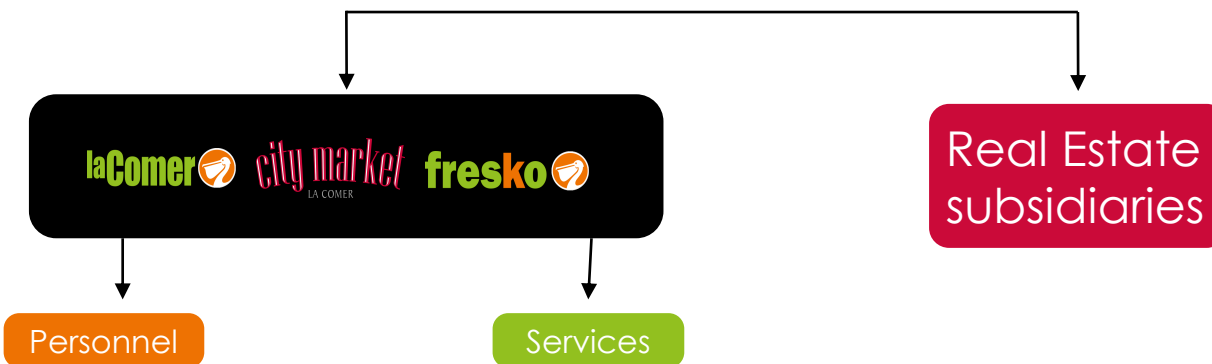 laComer city market fresko
LA COMER
Real Estate
subsidiaries
Personnel
Services